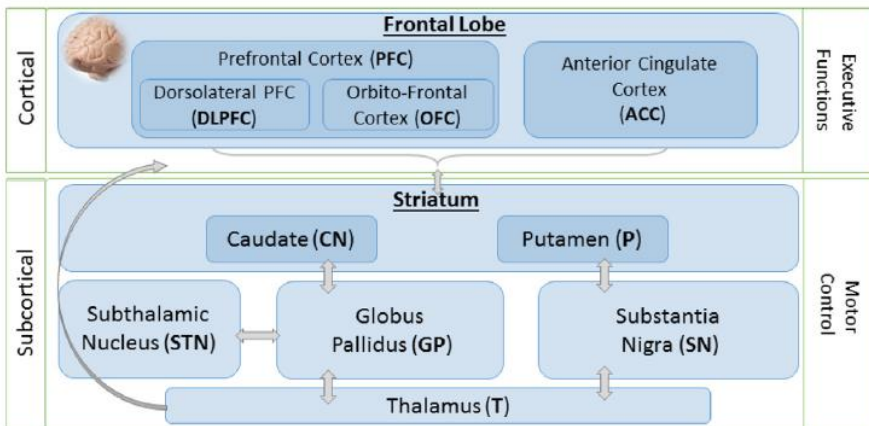 Cortical
Frontal Lobe
Prefrontal Cortex (PFC)
Dorsolateral PFC
(DLPFC)
Orbito-Frontal
Cortex (OFC)
Anterior Cingulate
Cortex
(ACC)
Executive
Functions
Subcortical
Striatum
Caudate (CN)
Putamen (P)
Subthalamic
Nucleus (STN)
Globus
Pallidus (GP)
Substantia
Nigra (SN)
Thalamus (T)
Motor
Control